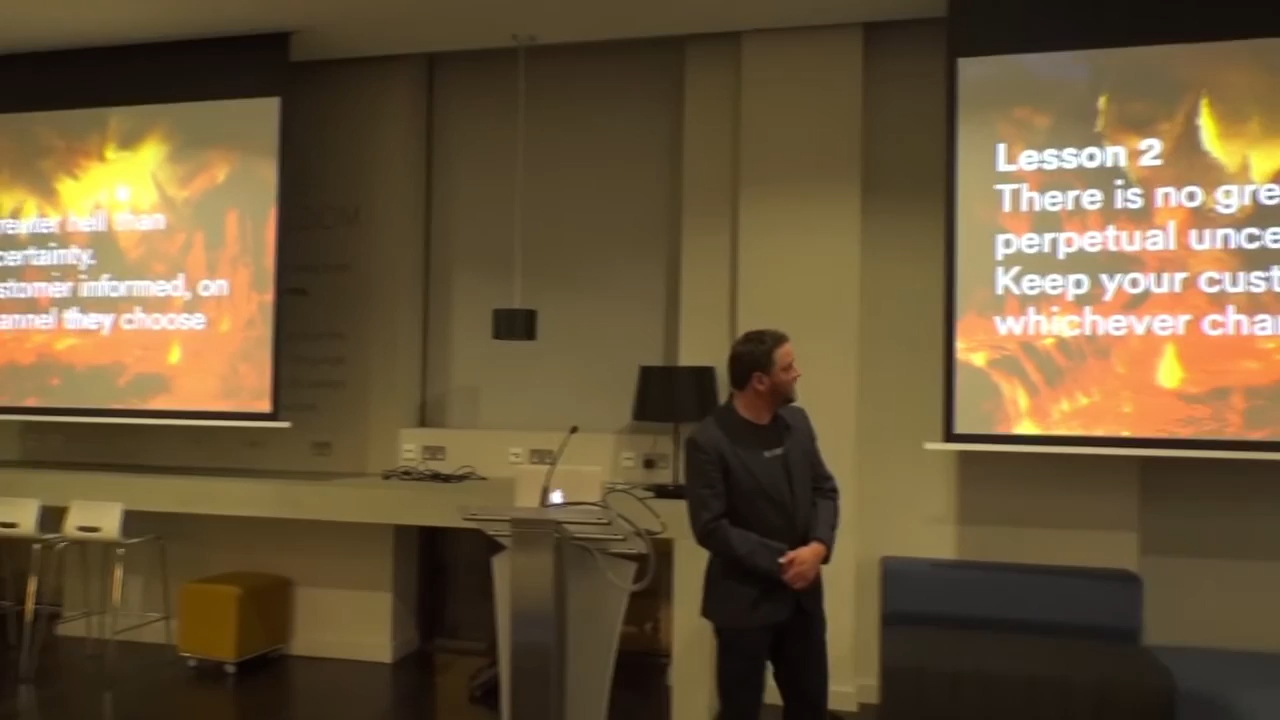 reater hell than
certainty.
stomer informed, on
annel they choose
Lesson 2
There is no gre
perpetual unce
Keep your cust
whichever char